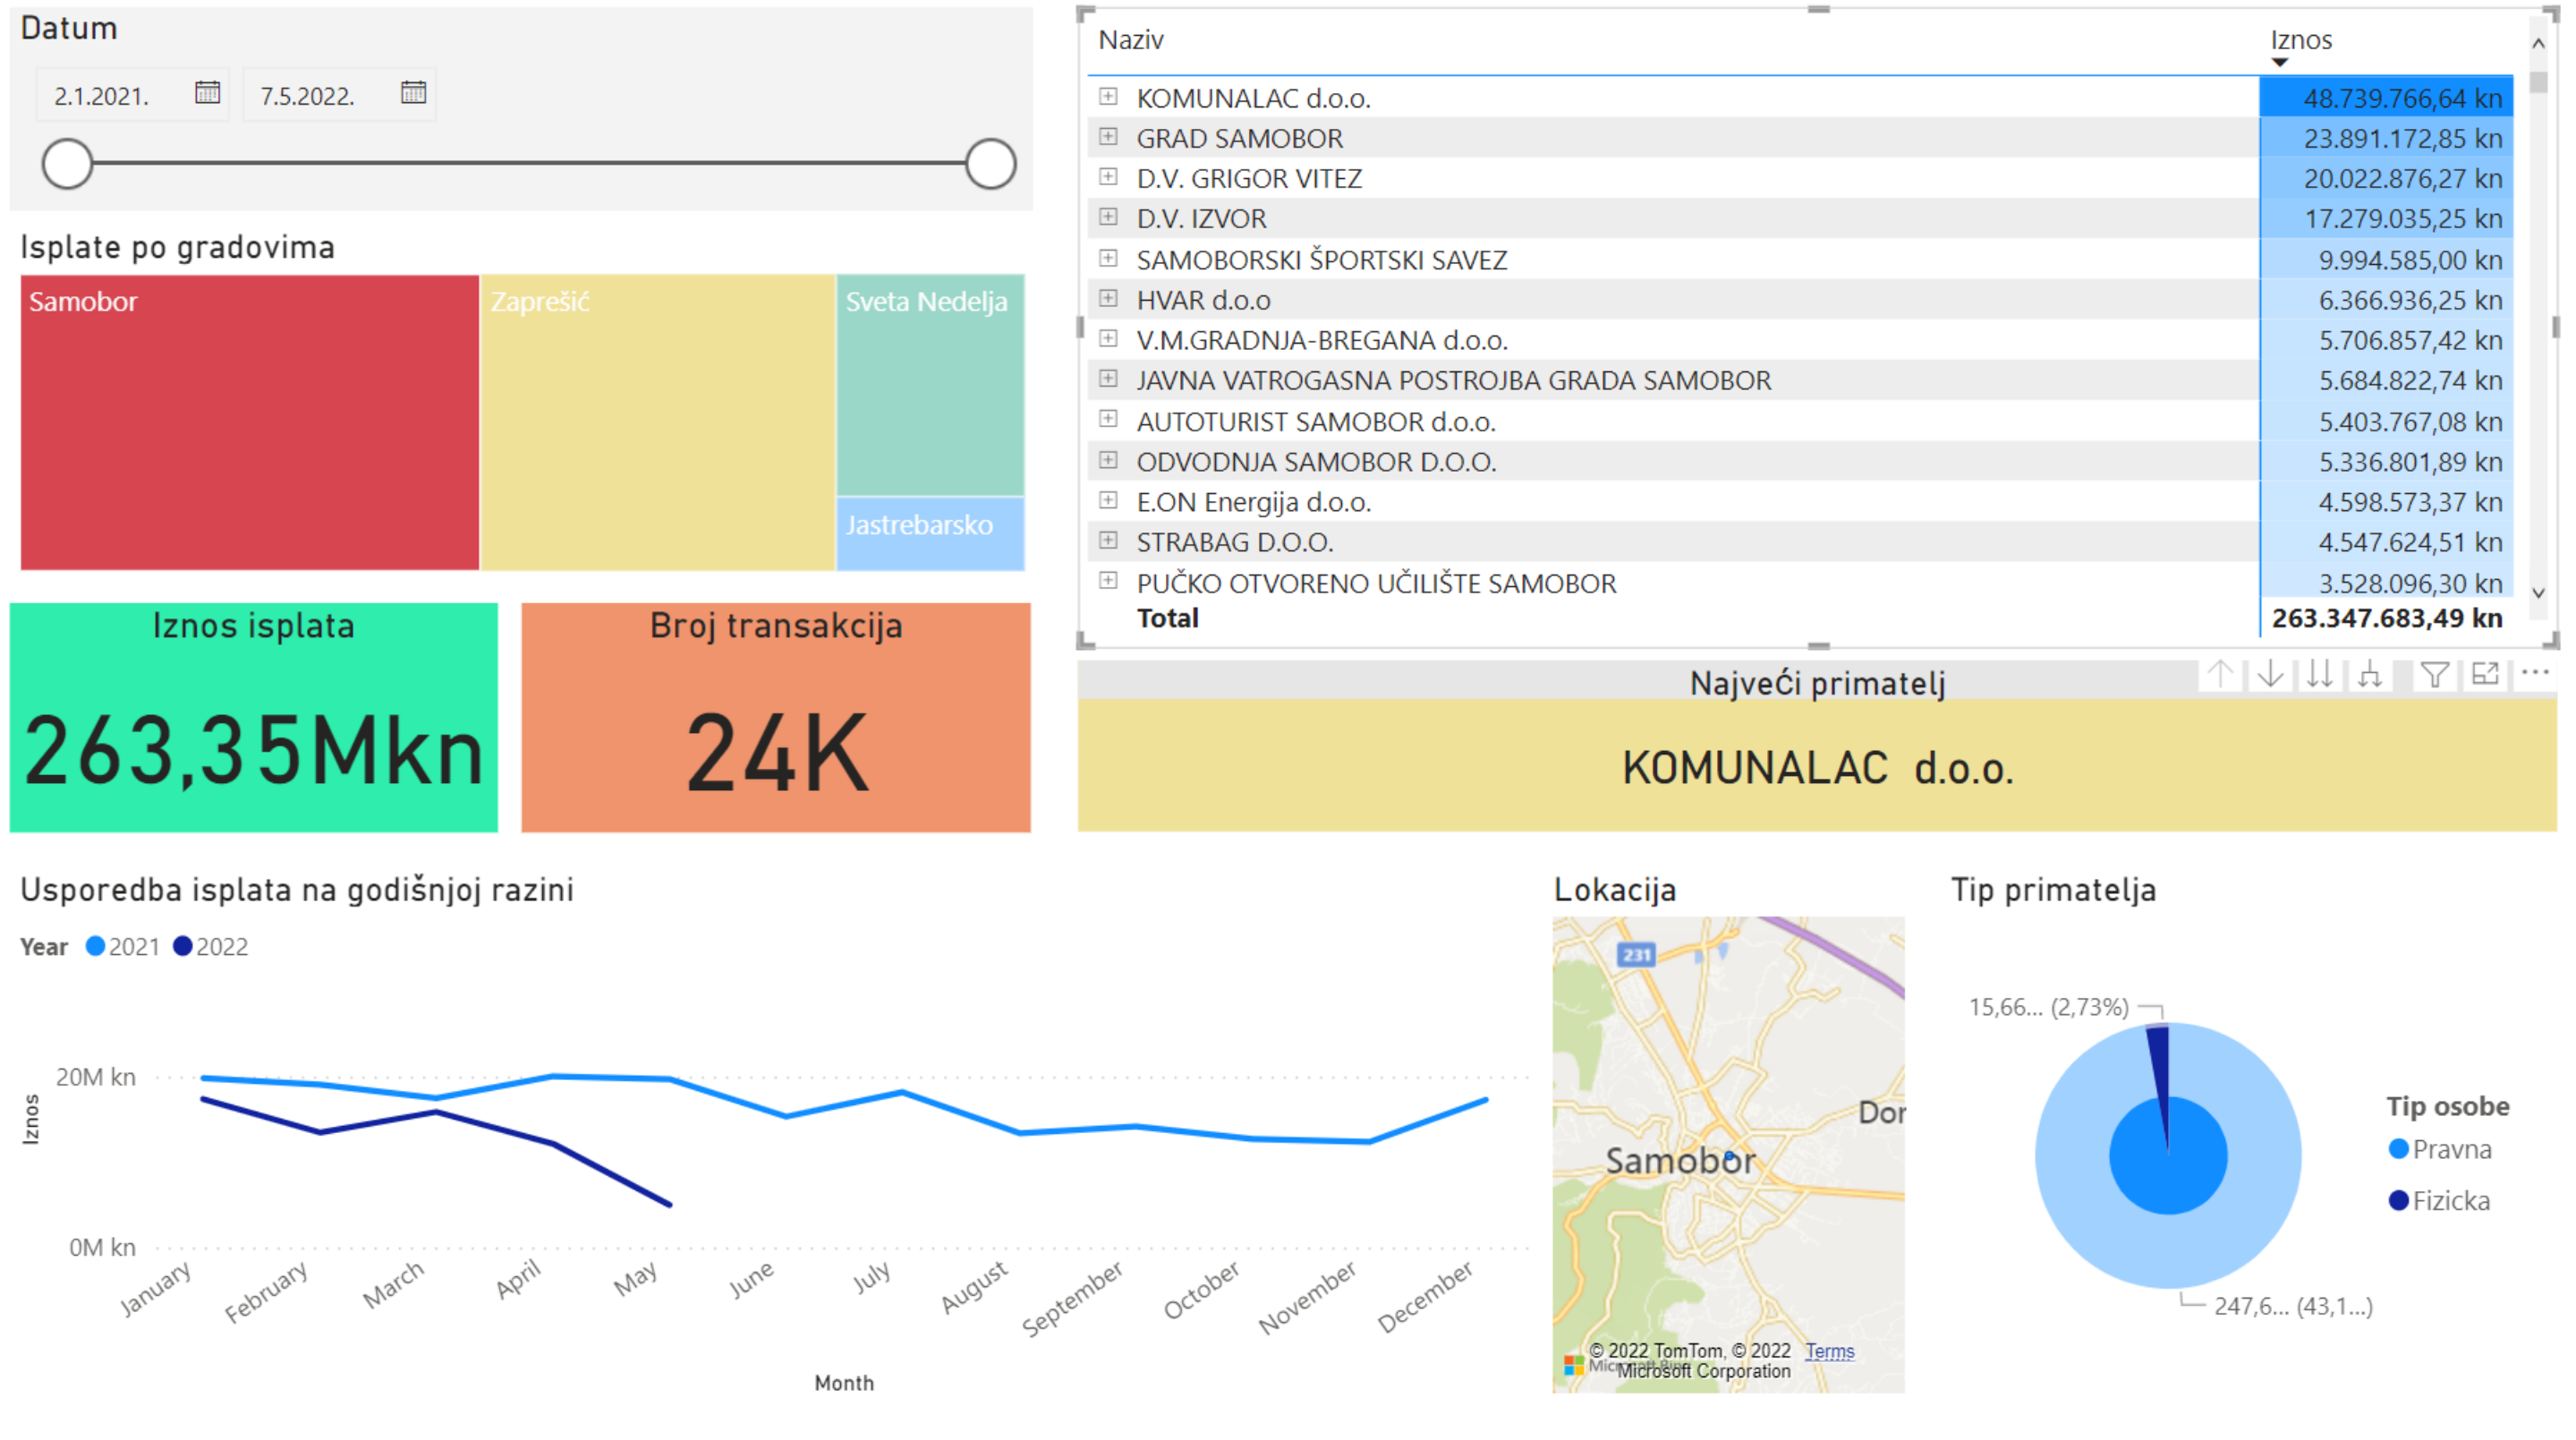 Datum
2.1.2021.
7.5.2022.
Isplate po gradovima
Samobor
Zaprešić
Sveta Nedelja
Jastrebarsko
Iznos isplata
263,35Mkn
Broj transakcija
24K
Naziv Iznos
KOMUNALAC d.o.o. 48.739.766,64 kn
GRAD SAMOBOR 23.891.172,85 kn
D.V. GRIGOR VITEZ 20.022.876,27 kn
D.V. IZVOR 17.279.035,25 kn
SAMOBORSKI ŠPORTSKI SAVEZ 9.994.585,00 kn
HVAR d.o.o 6.366.936,25 kn
V.M.GRADNJA-BREGANA d.o.o. 5.706.857,42 kn
JAVNA VATROGASNA POSTROJBA GRADA SAMOBOR 5.684.822,74 kn
AUTOTURIST SAMOBOR d.o.o. 5.403.767,08 kn
ODVODNJA SAMOBOR D.O.O. 5.336.801,89 kn
E.ON Energija d.o.o. 4.598.573,37 kn
STRABAG D.O.O. 4.547.624,51 kn
PUČKO OTVORENO UČILIŠTE SAMOBOR 3.528.096,30 kn
Total 263.347.683,49 kn
Najveći primatelj
KOMUNALAC d.o.o.
Usporedba isplata na godišnjoj razini
Year 2021 2022
Iznos
20M kn
0M kn
January February March April May June July August September October November December
Month
Lokacija
231
Dor
Samobor
© 2022 TomTom, © 2022 Terms
Microsoft Corporation
Tip primatelja
15,66... (2,73%)
247,6... (43,1...)
Tip osobe
Pravna
Fizicka